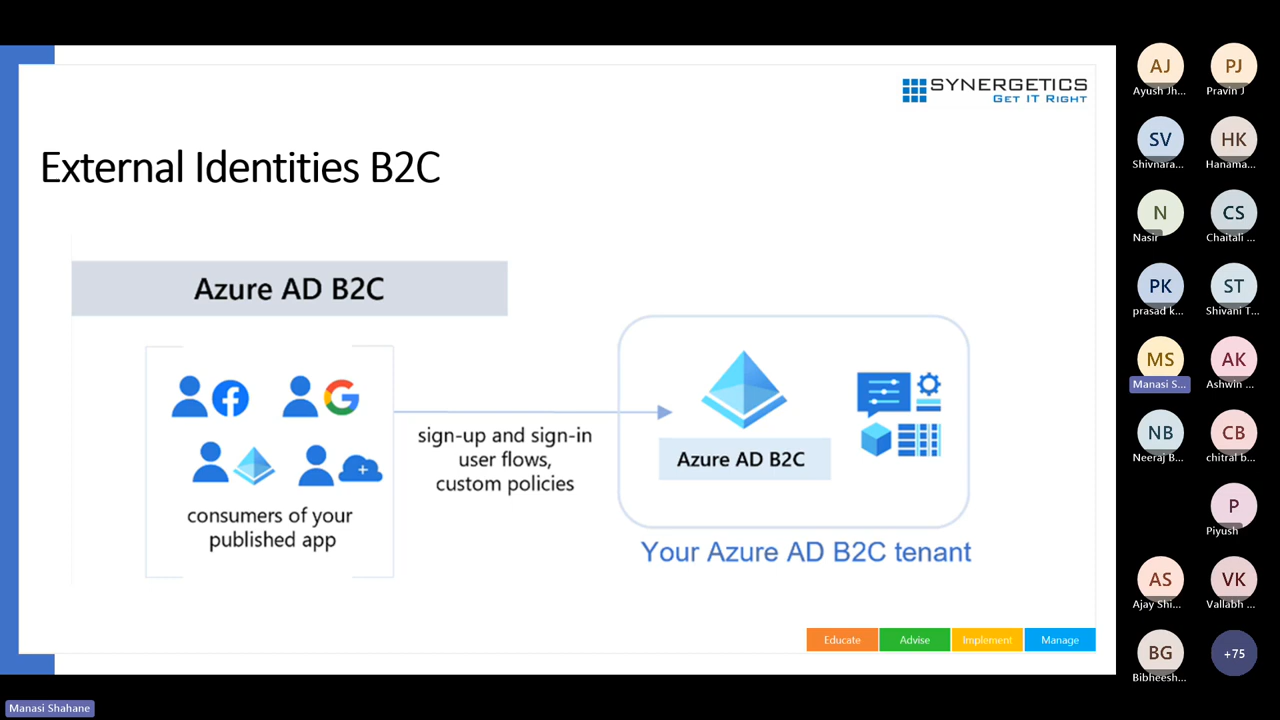 SYNERGETICS
GET IT RIGHT
External Identities B2C
Azure AD B2C
sign-up and sign-in
user flows,
custom policies
consumers of your
published app
Azure AD B2C
Your Azure AD B2C tenant
Educate
Advise
Implement
Manage
AJ
Ayush Jh...
PJ
Pravin J
SV
Shivnara...
HK
Hanama...
N
Nasir
CS
Chaitali ...
PK
prasad k...
ST
Shivani T...
MS
Manasi S...
AK
Ashwin ...
NB
Neeraj B...
CB
chitral b...
P
Piyush
AS
Ajay Shi...
VK
Vallabh ...
BG
Bibheesh...
+75
Manasi Shahane